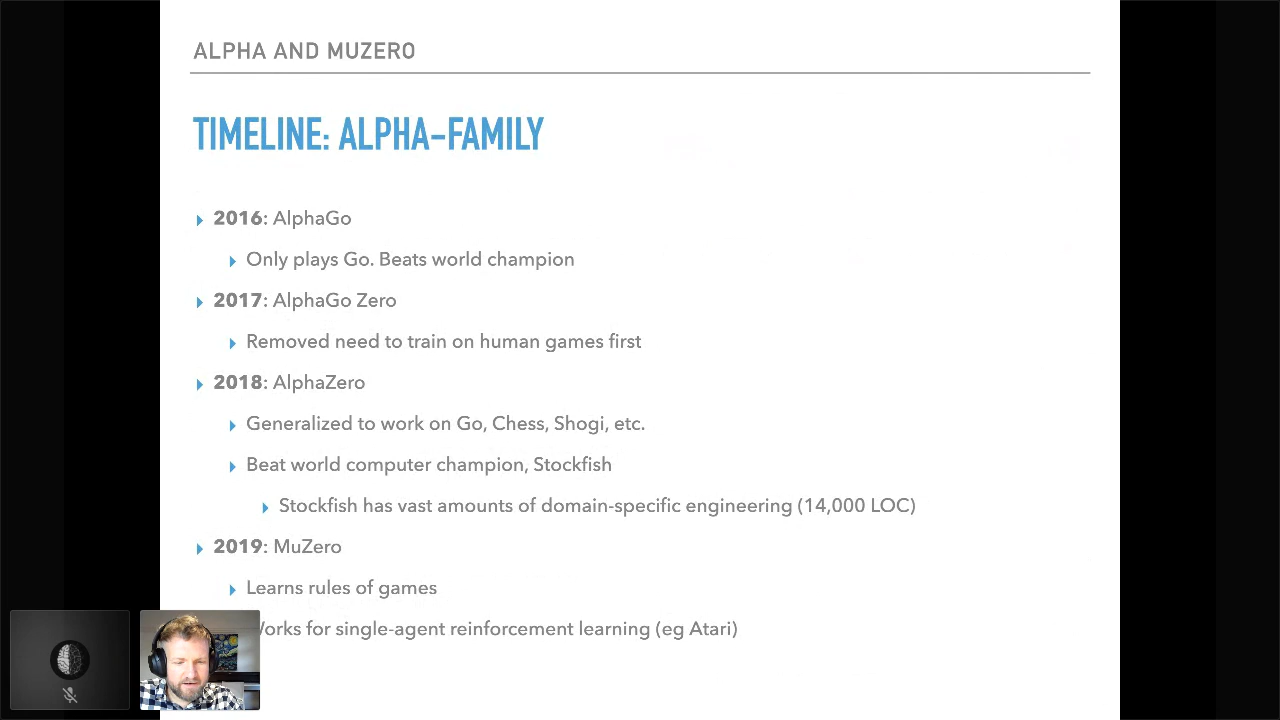 ALPHA AND MUZERO
TIMELINE: ALPHA-FAMILY
2016: AlphaGo
Only plays Go. Beats world champion
2017: AlphaGo Zero
Removed need to train on human games first
2018: AlphaZero
Generalized to work on Go, Chess, Shogi, etc.
Beat world computer champion, Stockfish
Stockfish has vast amounts of domain-specific engineering (14,000 LOC)
2019: MuZero
Learns rules of games
orks for single-agent reinforcement learning (eg Atari)